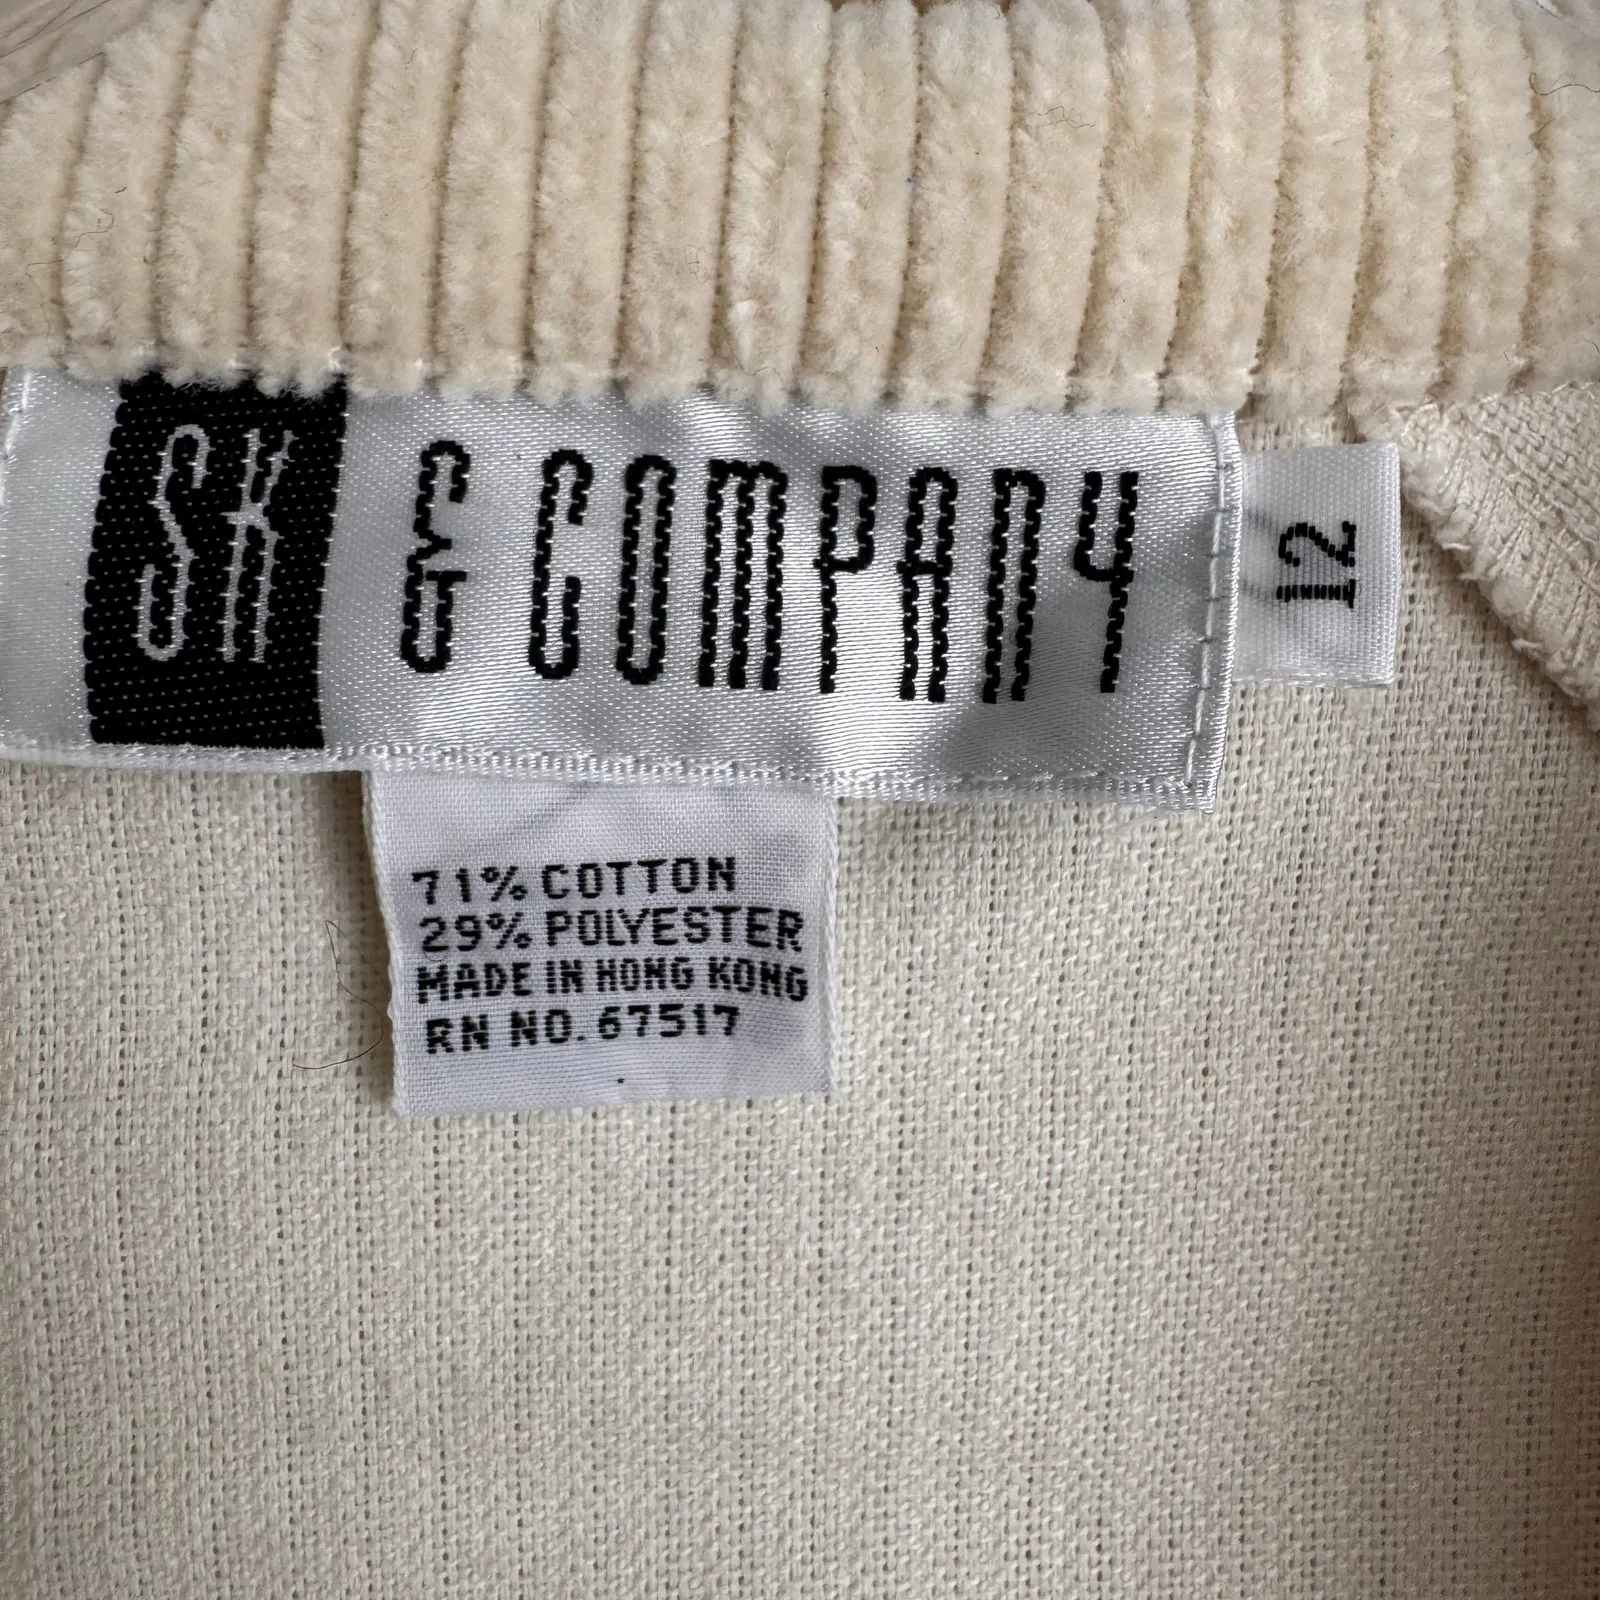 SK & COMPANY
12
71% COTTON
29% POLYESTER
MADE IN HONG KONG
RN NO. 67517